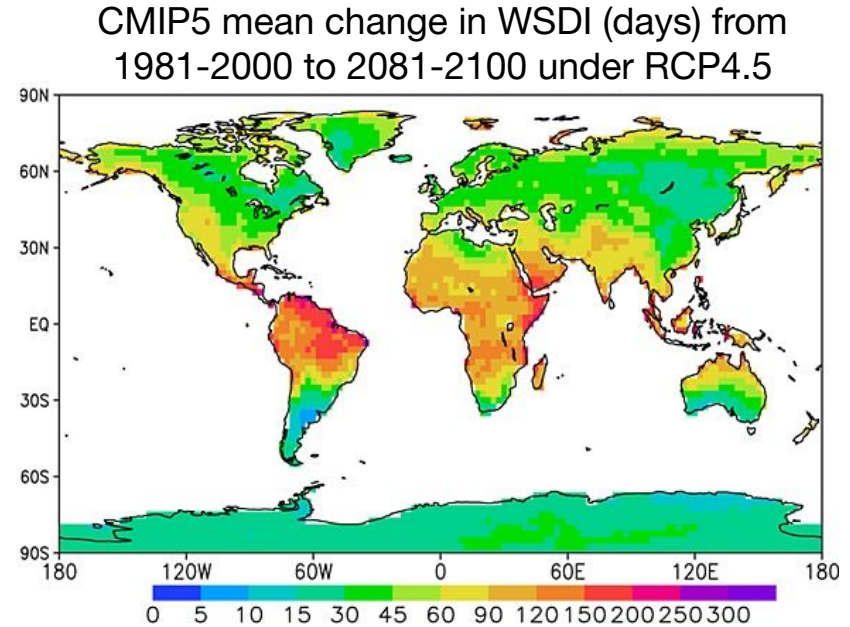 CMIP5 mean change in WSDI (days) from
1981-2000 to 2081-2100 under RCP4.5
90N
60N
30N
EQ
30S
60S
90S
180 120W 60W 0 60E 120E 180
0 5 10 15 30 45 60 90 120 150 200 250 300